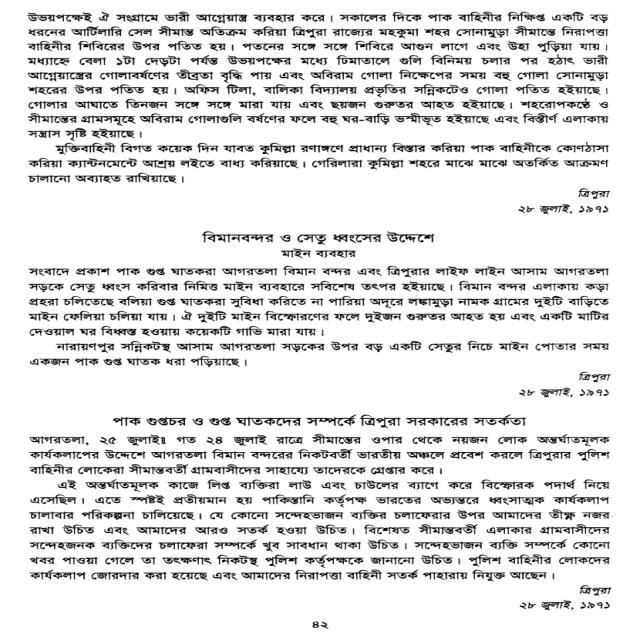 উভয়পক্ষেই ঐ সংগ্রামে ভারী আগ্নেয়াস্ত্র ব্যবহার করে । সকালের দিকে পাক বাহিনীর নিক্ষিপ্ত একটি বড়
ধরনের আর্টিলারি সেল সীমান্ত অতিক্রম করিয়া ত্রিপুরা রাজ্যের মহকুমা শহর সোনামুড়া সীমান্তে নিরাপত্তা
বাহিনীর শিবিরের উপর পতিত হয় । পতনের সঙ্গে সঙ্গে শিবিরে আগুন লাগে এবং উহা পুড়িয়া যায় ।
মধ্যাহ্নে বেলা ১টা দেড়টা পর্যন্ত উভয়পক্ষের মধ্যে ঢিমাতালে গুলি বিনিময় চলার পর হঠাৎ ভারী
আগ্নেয়াস্ত্রের গোলাবর্ষণের তীব্রতা বৃদ্ধি পায় এবং অবিরাম গোলা নিক্ষেপের সময় বহু গোলা সোনামুড়া
শহরের উপর পতিত হয় । অফিস টিলা, বালিকা বিদ্যালয় প্রভৃতির সন্নিকটেও গোলা পতিত হইয়াছে ।
গোলার আঘাতে তিনজন সঙ্গে সঙ্গে মারা যায় এবং ছয়জন গুরুতর আহত হইয়াছে । শহরোপকণ্ঠে ও
সীমান্তের গ্রামসমূহে অবিরাম গোলাগুলি বর্ষণের ফলে বহু ঘর-বাড়ি ভস্মীভূত হইয়াছে এবং বিস্তীর্ণ এলাকায়
সন্ত্রাস সৃষ্টি হইয়াছে ।
মুক্তিবাহিনী বিগত কয়েক দিন যাবত কুমিল্লা রণাঙ্গণে প্রাধান্য বিস্তার করিয়া পাক বাহিনীকে কোণঠাসা
করিয়া ক্যান্টনমেন্টে আশ্রয় লইতে বাধ্য করিয়াছে । গেরিলারা কুমিল্লা শহরে মাঝে মাঝে অতর্কিত আক্রমণ
চালানো অব্যাহত রাখিয়াছে ।
ত্রিপুরা
২৮ জুলাই, ১৯৭১
বিমানবন্দর ও সেতু ধ্বংসের উদ্দেশে
মাইন ব্যবহার
সংবাদে প্রকাশ পাক গুপ্ত ঘাতকরা আগরতলা বিমান বন্দর এবং ত্রিপুরার লাইফ লাইন আসাম আগরতলা
সড়কে সেতু ধ্বংস করিবার নিমিত্ত মাইন ব্যবহারে সবিশেষ তৎপর হইয়াছে । বিমান বন্দর এলাকায় কড়া
প্রহরা চলিতেছে বলিয়া গুপ্ত ঘাতকরা সুবিধা করিতে না পারিয়া অদূরে লঙ্কামুড়া নামক গ্রামের দুইটি বাড়িতে
মাইন ফেলিয়া চলিয়া যায় । ঐ দুইটি মাইন বিস্ফোরণের ফলে দুইজন গুরুতর আহত হয় এবং একটি মাটির
দেওয়াল ঘর বিধ্বস্ত হওয়ায় কয়েকটি গাভি মারা যায় ।
নারায়ণপুর সন্নিকটস্থ আসাম আগরতলা সড়কের উপর বড় একটি সেতুর নিচে মাইন পোতার সময়
একজন পাক গুপ্ত ঘাতক ধরা পড়িয়াছে ।
ত্রিপুরা
২৮ জুলাই, ১৯৭১
পাক গুপ্তচর ও গুপ্ত ঘাতকদের সম্পর্কে ত্রিপুরা সরকারের সতর্কতা
আগরতলা, ২৫ জুলাই॥ গত ২৪ জুলাই রাত্রে সীমান্তের ওপার থেকে নয়জন লোক অন্তর্ঘাতমূলক
কার্যকলাপের উদ্দেশে আগরতলা বিমান বন্দরের নিকটবর্তী ভারতীয় অঞ্চলে প্রবেশ করলে ত্রিপুরার পুলিশ
বাহিনীর লোকেরা সীমান্তবর্তী গ্রামবাসীদের সাহায্যে তাদেরকে গ্রেপ্তার করে ।
এই অন্তর্ঘাতমূলক কাজে লিপ্ত ব্যক্তিরা লাউ এবং চাউলের ব্যাগে করে বিস্ফোরক পদার্থ নিয়ে
এসেছিল । এতে স্পষ্টই প্রতীয়মান হয় পাকিস্তানি কর্তৃপক্ষ ভারতের অভ্যন্তরে ধ্বংসাত্মক কার্যকলাপ
চালাবার পরিকল্পনা চালিয়েছে । যে কোনো সন্দেহভাজন ব্যক্তির চলাফেরার উপর আমাদের তীক্ষ্ণ নজর
রাখা উচিত এবং আমাদের আরও সতর্ক হওয়া উচিত । বিশেষত সীমান্তবর্তী এলাকার গ্রামবাসীদের
সন্দেহজনক ব্যক্তিদের চলাফেরা সম্পর্কে খুব সাবধান থাকা উচিত । সন্দেহভাজন ব্যক্তি সম্পর্কে কোনো
খবর পাওয়া গেলে তা তৎক্ষণাৎ নিকটস্থ পুলিশ কর্তৃপক্ষকে জানানো উচিত । পুলিশ বাহিনীর লোকদের
কার্যকলাপ জোরদার করা হয়েছে এবং আমাদের নিরাপত্তা বাহিনী সতর্ক পাহারায় নিযুক্ত আছেন ।
ত্রিপুরা
২৮ জুলাই, ১৯৭১
৪২